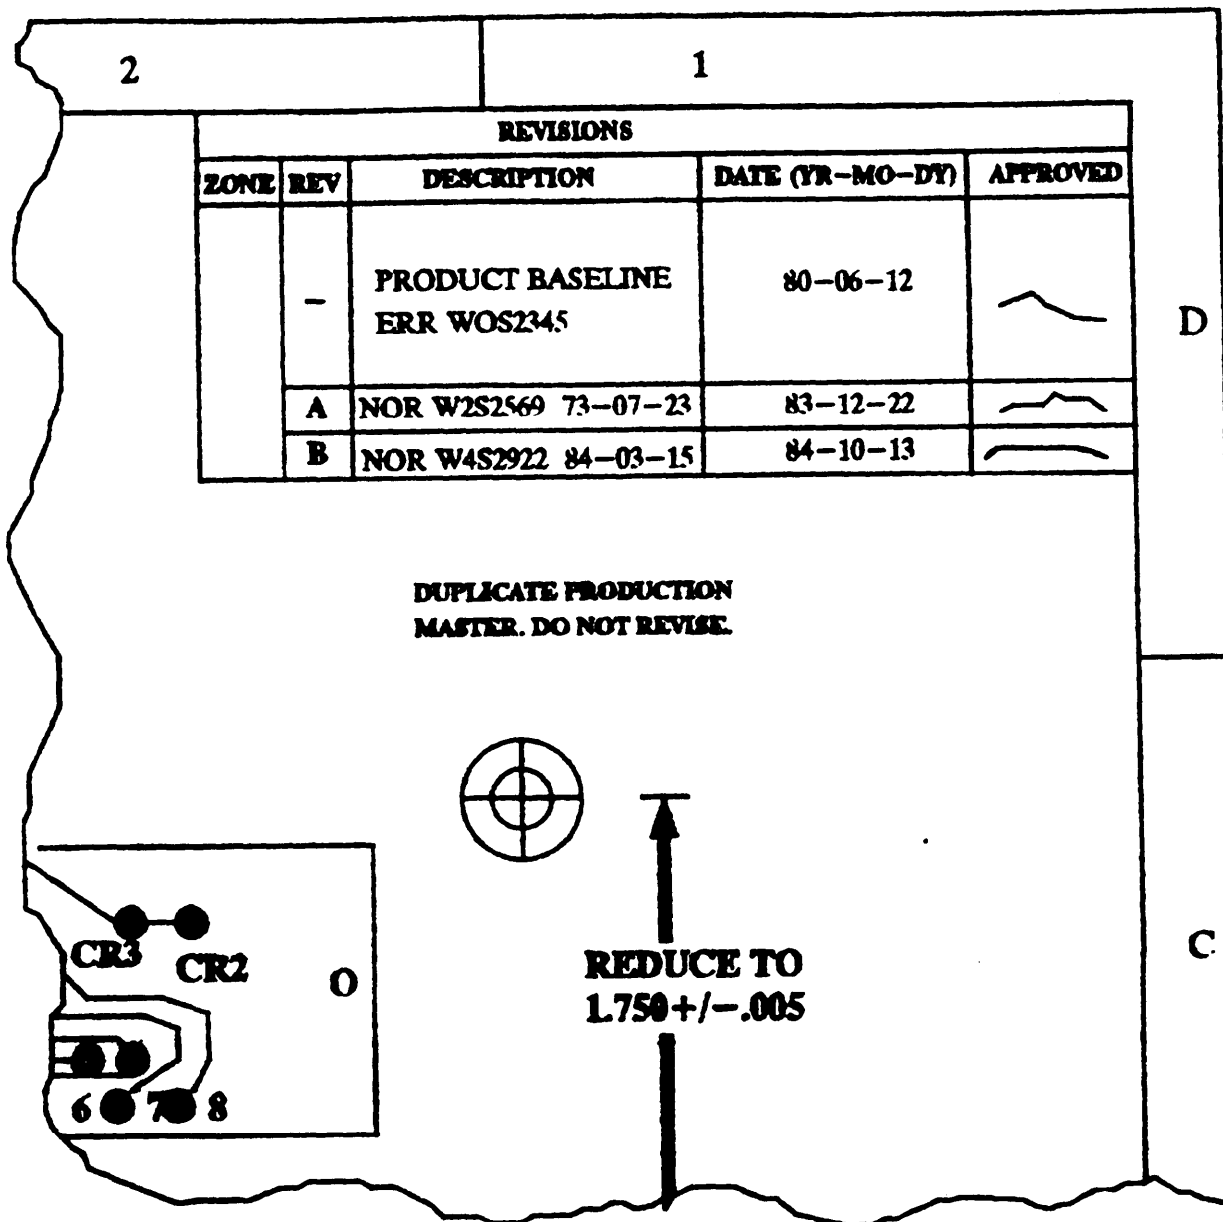 2
1
REVISIONS
ZONE REV DESCRIPTION DATE (YR-MO-DY) APPROVED
- PRODUCT BASELINE 80-06-12
ERR WOS2345
A NOR W2S2569 73-07-23 83-12-22
B NOR W4S2922 84-03-15 84-10-13
D
DUPLICATE PRODUCTION
MASTER. DO NOT REVISE.
CR3
CR2
O
REDUCE TO
1.750+/-.005
C
6 7 8